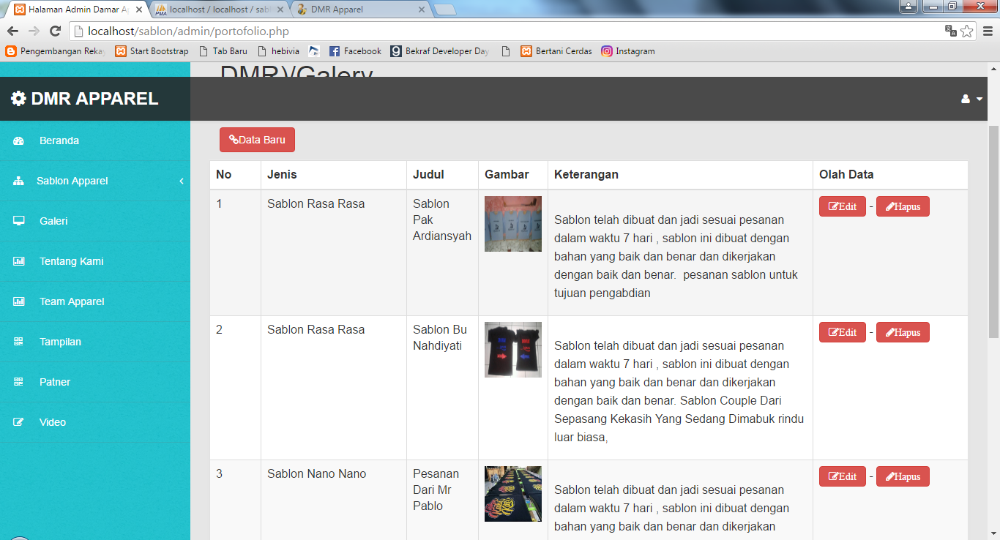 Halaman Admin Damar Ap
localhost / localhost / sabl
DMR Apparel
localhost/sablon/admin/portofolio.php
Pengembangan Rekay
Start Bootstrap
Tab Baru
hebivia
Facebook
Bekraf Developer Day
Bertani Cerdas
Instagram
DMR)/Galery
DMR APPAREL
Beranda
Sablon Apparel
Galeri
Tentang Kami
Team Apparel
Tampilan
Patner
Video
Data Baru
No Jenis Judul Gambar Keterangan Olah Data
1
Sablon Rasa Rasa
Sablon
Pak
Ardiansyah
Sablon telah dibuat dan jadi sesuai pesanan
dalam waktu 7 hari , sablon ini dibuat dengan
bahan yang baik dan benar dan dikerjakan
dengan baik dan benar.  pesanan sablon untuk
tujuan pengabdian
Edit - Hapus
2
Sablon Rasa Rasa
Sablon Bu
Nahdiyati
Sablon telah dibuat dan jadi sesuai pesanan
dalam waktu 7 hari , sablon ini dibuat dengan
bahan yang baik dan benar dan dikerjakan
dengan baik dan benar. Sablon Couple Dari
Sepasang Kekasih Yang Sedang Dimabuk rindu
luar biasa,
Edit - Hapus
3
Sablon Nano Nano
Pesanan
Dari Mr
Pablo
Sablon telah dibuat dan jadi sesuai pesanan
dalam waktu 7 hari , sablon ini dibuat dengan
bahan yang baik dan benar dan dikerjakan
Edit - Hapus